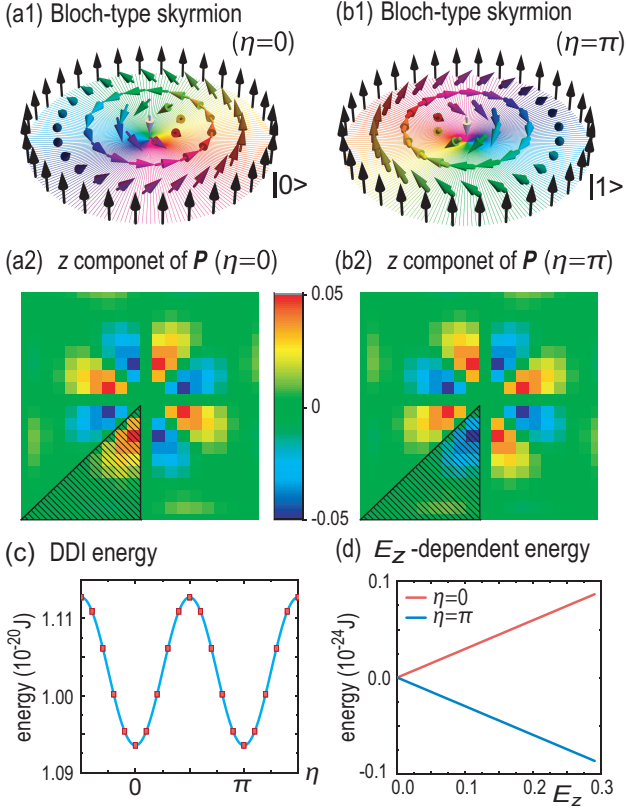 (a1) Bloch-type skyrmion
(η=0)
|0>
(b1) Bloch-type skyrmion
(η=π)
|1>
(a2) z componet of P (η=0)
0.05
0
-0.05
(b2) z componet of P (η=π)
(c) DDI energy
energy (10⁻²⁰J)
1.11
1.00
1.09
0 π η
(d) Ez -dependent energy
energy (10⁻²⁴J)
0.1
0.0
-0.1
η=0
η=π
0.0 0.1 0.2 0.3
Ez